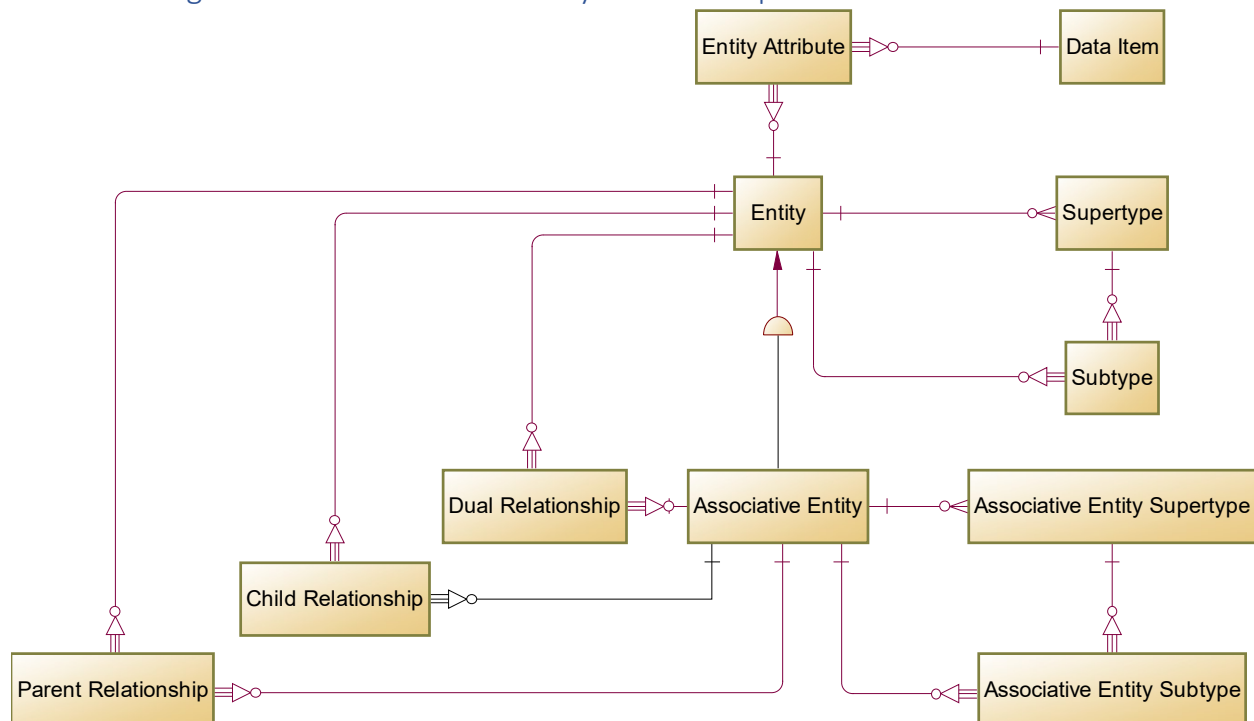 Entity Attribute
Data Item
Entity
Supertype
Subtype
Dual Relationship
Associative Entity
Associative Entity Supertype
Child Relationship
Parent Relationship
Associative Entity Subtype